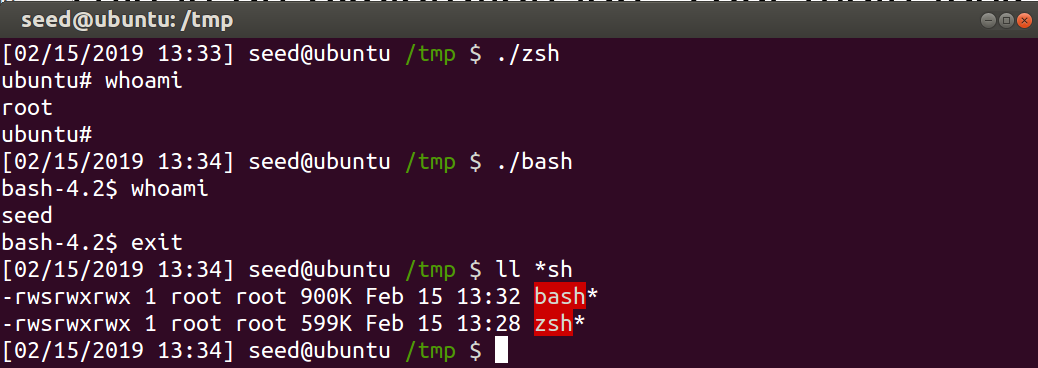 seed@ubuntu: /tmp
[02/15/2019 13:33] seed@ubuntu /tmp $ ./zsh
ubuntu# whoami
root
ubuntu#
[02/15/2019 13:34] seed@ubuntu /tmp $ ./bash
bash-4.2$ whoami
seed
bash-4.2$ exit
[02/15/2019 13:34] seed@ubuntu /tmp $ ll *sh
-rwsrwxrwx 1 root root 900K Feb 15 13:32 bash*
-rwsrwxrwx 1 root root 599K Feb 15 13:28 zsh*
[02/15/2019 13:34] seed@ubuntu /tmp $